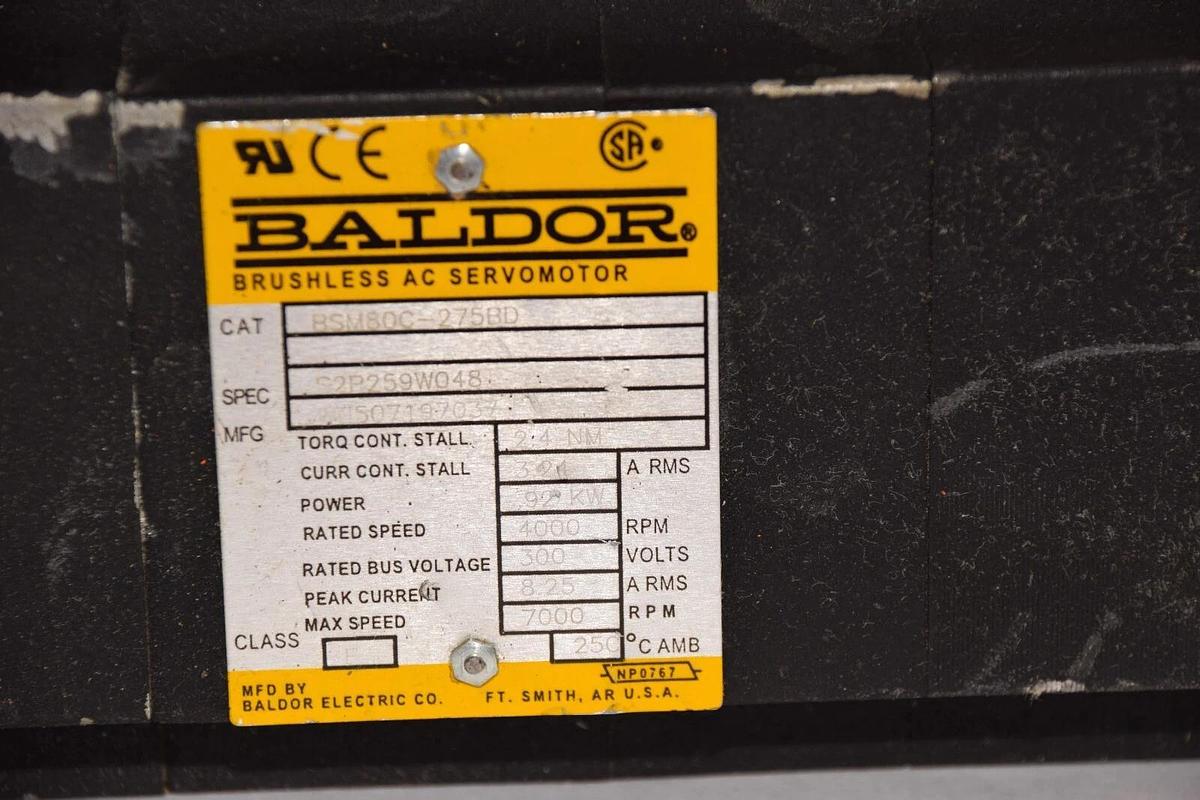 CE SA
BALDOR®
BRUSHLESS AC SERVOMOTOR
CAT BSM80C-275BD
SPEC S2P259W048
MFG
TORQ CONT. STALL 2.4 NM
CURR CONT. STALL A RMS
POWER .92 KW
RATED SPEED 4000 RPM
RATED BUS VOLTAGE 300 VOLTS
PEAK CURRENT 8.25 A RMS
MAX SPEED 7000 RPM
CLASS °C AMB
NP0767
MFD BY
BALDOR ELECTRIC CO. FT. SMITH, AR U.S.A.